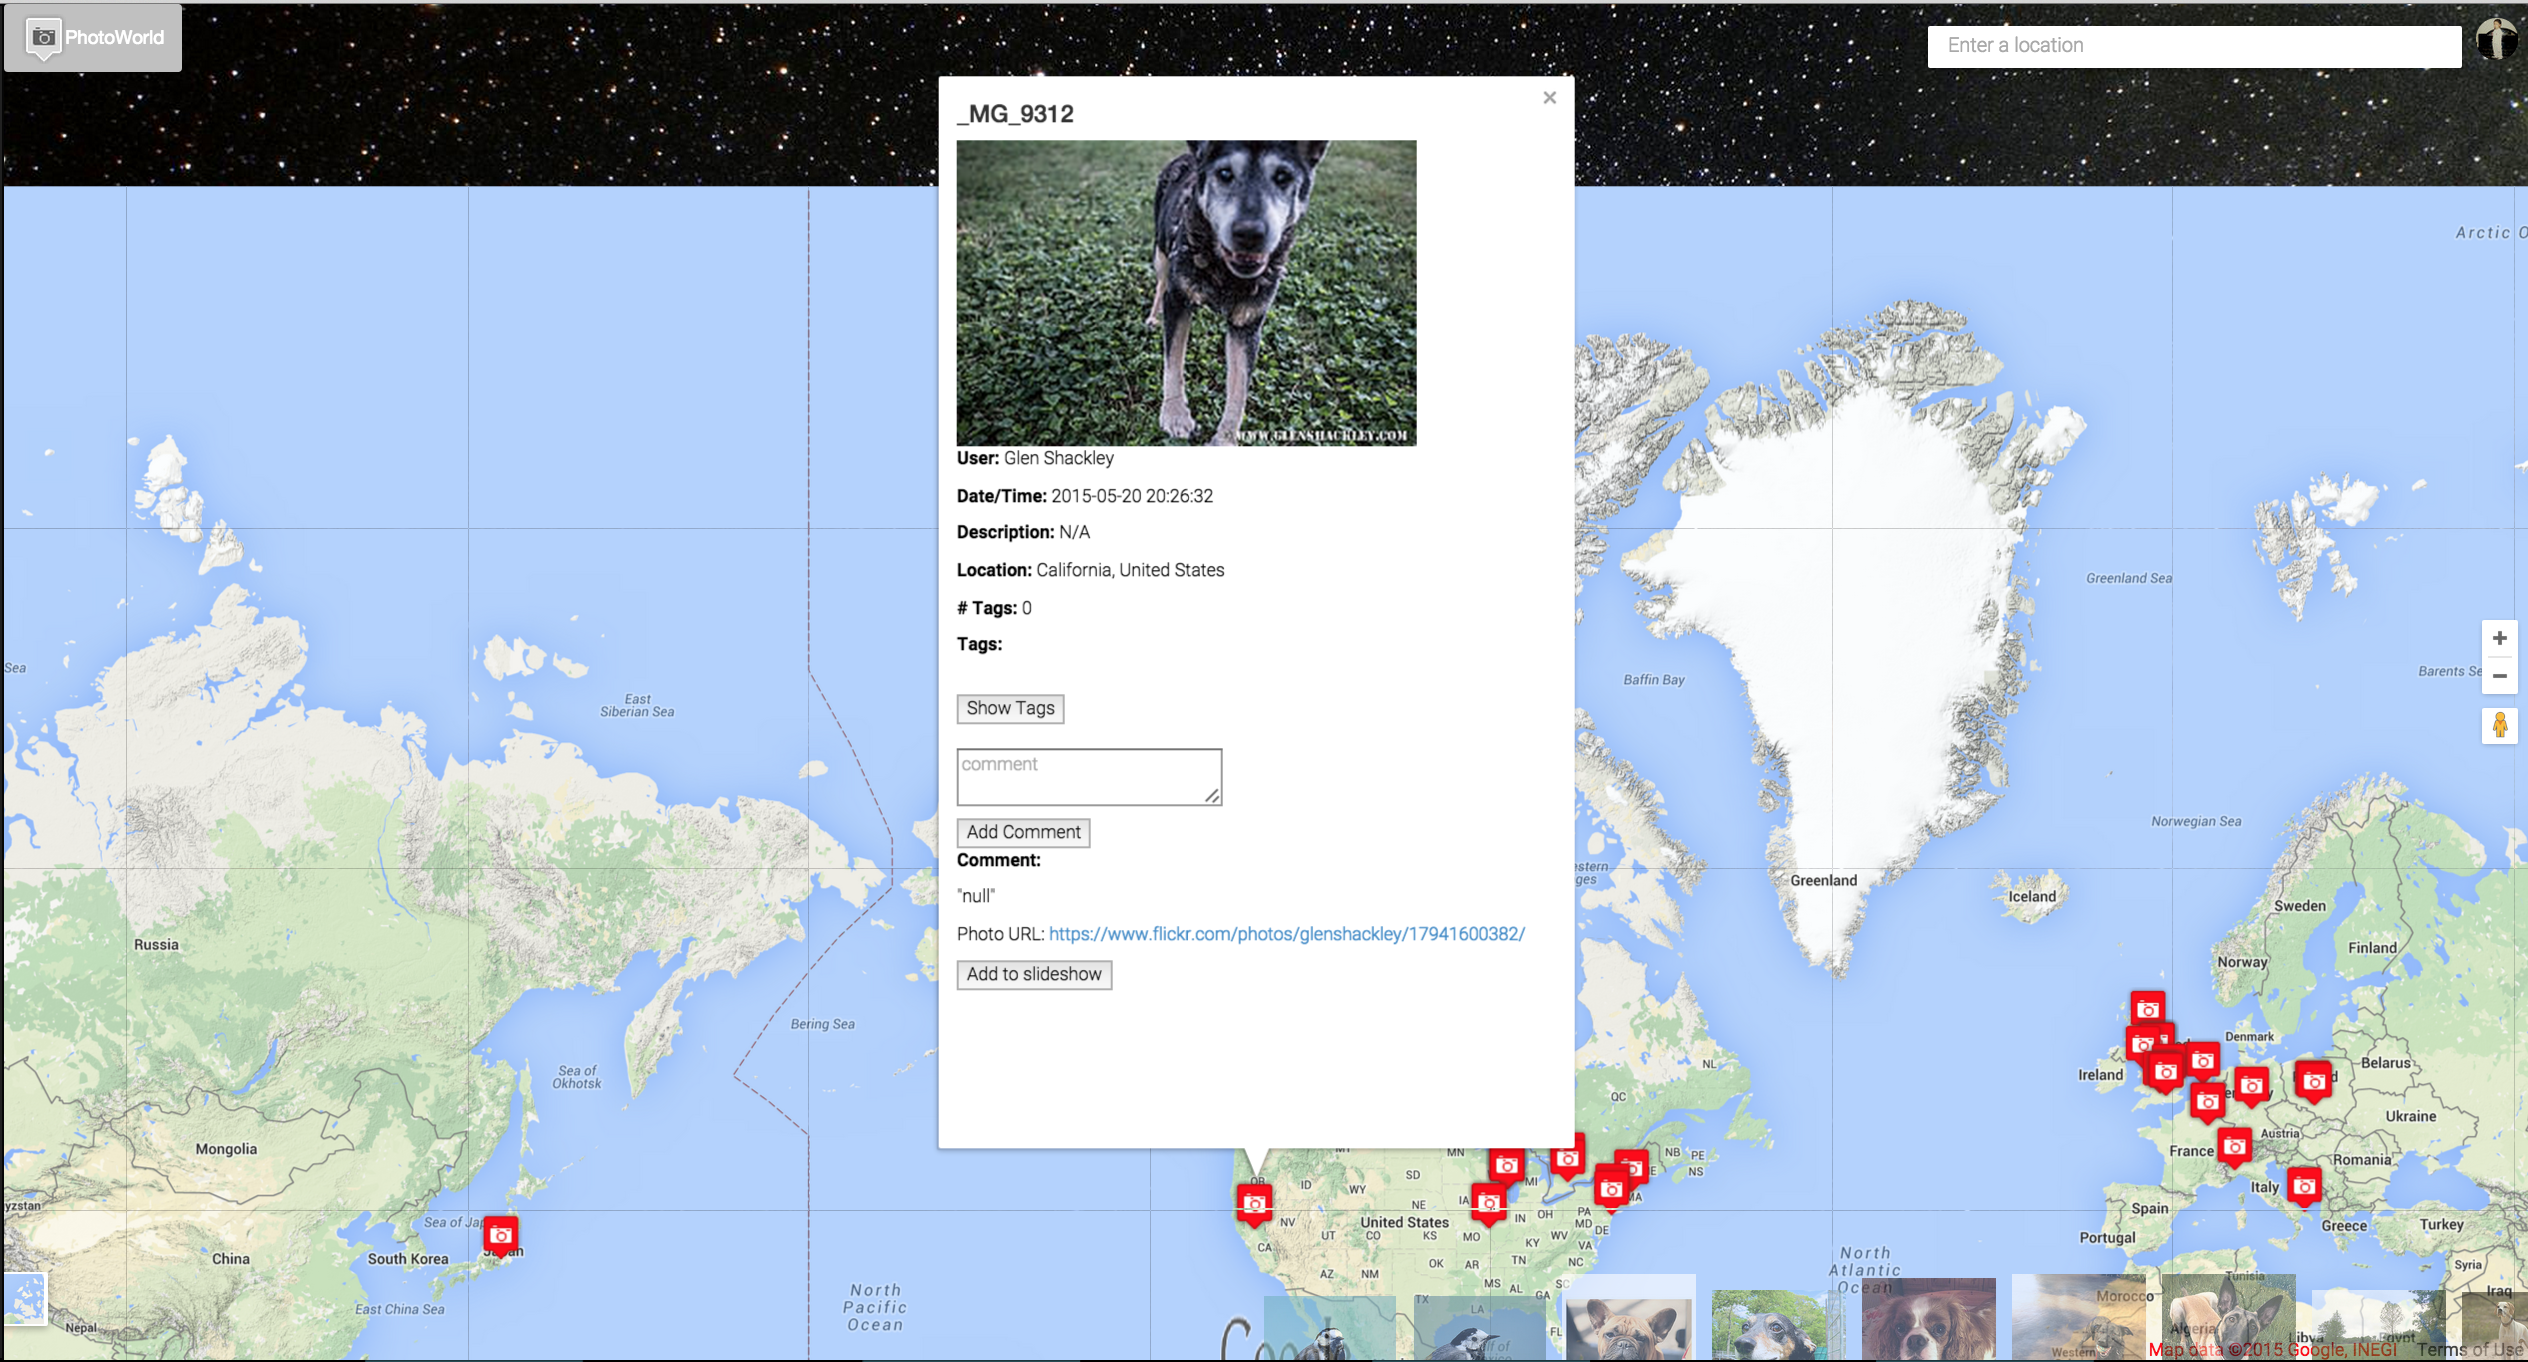 PhotoWorld
Enter a location
_MG_9312
×
WWW.GLENSHACKLEY.COM
User: Glen Shackley
Date/Time: 2015-05-20 20:26:32
Description: N/A
Location: California, United States
# Tags: 0
Tags:
Show Tags
comment
Add Comment
Comment:
"null"
Photo URL: https://www.flickr.com/photos/glenshackley/17941600382/
Add to slideshow
Arctic O
Greenland Sea
Sea
Baffin Bay
Barents Se
+
−
East
Siberian Sea
Norwegian Sea
Greenland
Iceland
Sweden
Russia
Finland
Norway
Bering Sea
Denmark
Sea of
Okhotsk
Ireland
Belarus
NL
QC
Ukraine
Mongolia
Austria
France
Romania
MN
NB
PE
NS
SD
OR
ID
WY
MI
Italy
NE
IA
MA
Spain
Sea of
NV
United States
IN
OH
PA
MD
DE
Greece
Turkey
Portugal
UT
CO
KS
MO
KY
WV
VA
China
South Korea
CA
OK
AR
TN
NC
North
Atlantic
Ocean
Syria
AZ
NM
MS
AL
SC
GA
Tunisia
Iraq
North
Pacific
Ocean
East China Sea
TX
LA
Morocco
Nepal
FL
Algeria
Libya
Egypt
Gulf of
Western
Map data ©2015 Google, INEGI
Terms of Use